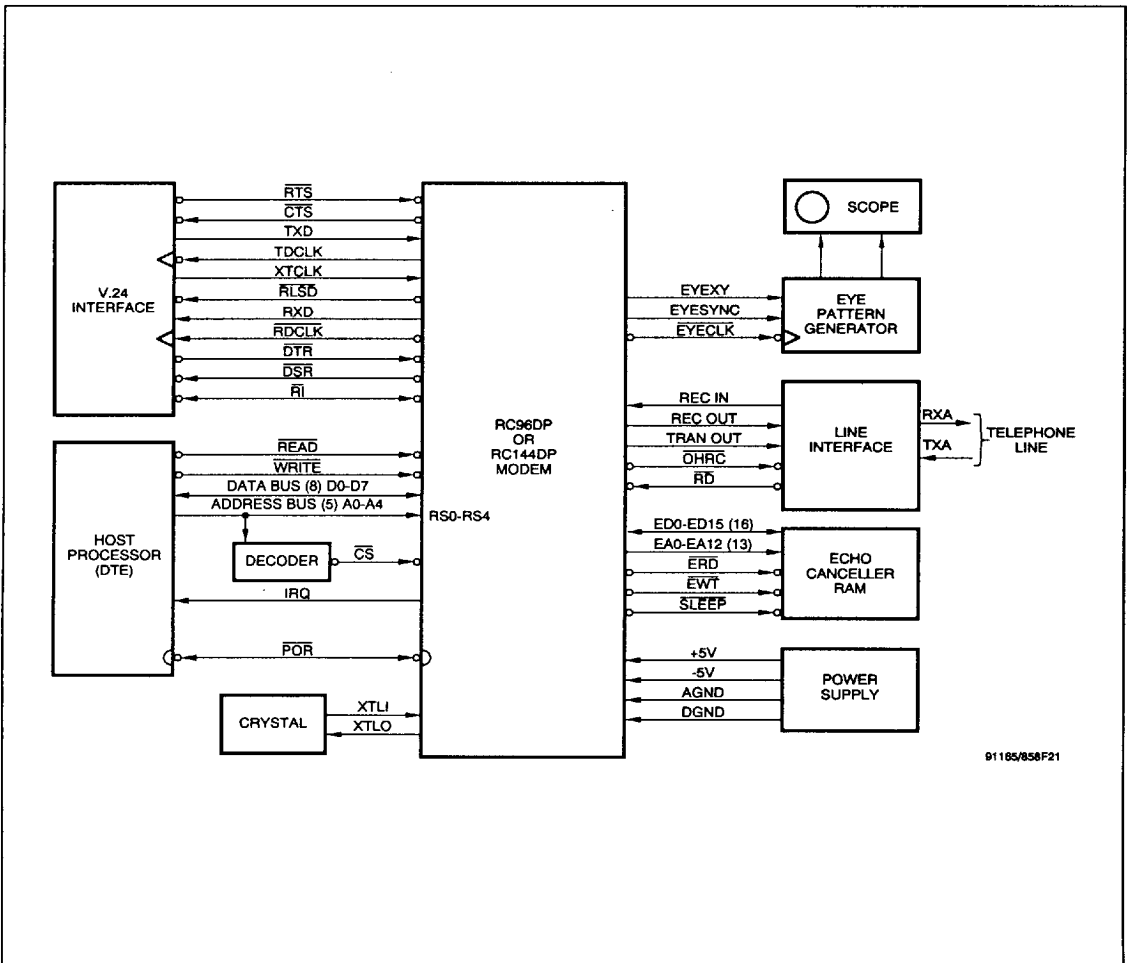 RTS
CTS
TXD
TDCLK
XTCLK
RLSD
RXD
RDCLK
DTR
DSR
RI
V.24
INTERFACE
READ
WRITE
DATA BUS (8) D0-D7
ADDRESS BUS (5) A0-A4
RS0-RS4
HOST
PROCESSOR
(DTE)
DECODER
CS
IRQ
POR
CRYSTAL
XTLI
XTLO
RC96DP
OR
RC144DP
MODEM
SCOPE
EYEXY
EYESYNC
EYECLK
EYE
PATTERN
GENERATOR
REC IN
REC OUT
TRAN OUT
OHRC
RD
LINE
INTERFACE
RXA
TXA
TELEPHONE
LINE
ED0-ED15 (16)
EA0-EA12 (13)
ERD
EWT
SLEEP
ECHO
CANCELLER
RAM
+5V
-5V
AGND
DGND
POWER
SUPPLY
91165/858F21